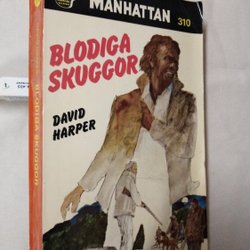 MANHATTAN
310
BLODIGA
SKUGGOR
DAVID
HARPER
BLODIGA SKUGGOR